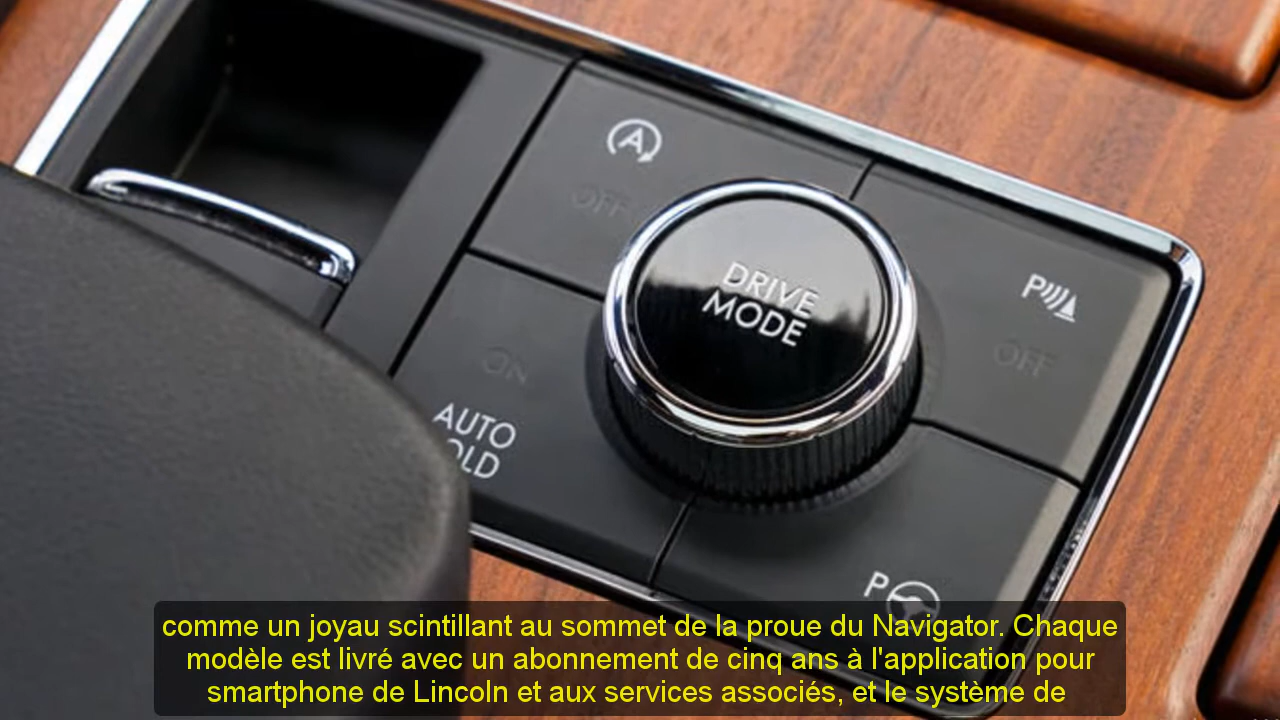 A
OFF
DRIVE
MODE
P
OFF
ON
AUTO
P
comme un joyau scintillant au sommet de la proue du Navigator. Chaque
modèle est livré avec un abonnement de cinq ans à l'application pour
smartphone de Lincoln et aux services associés, et le système de